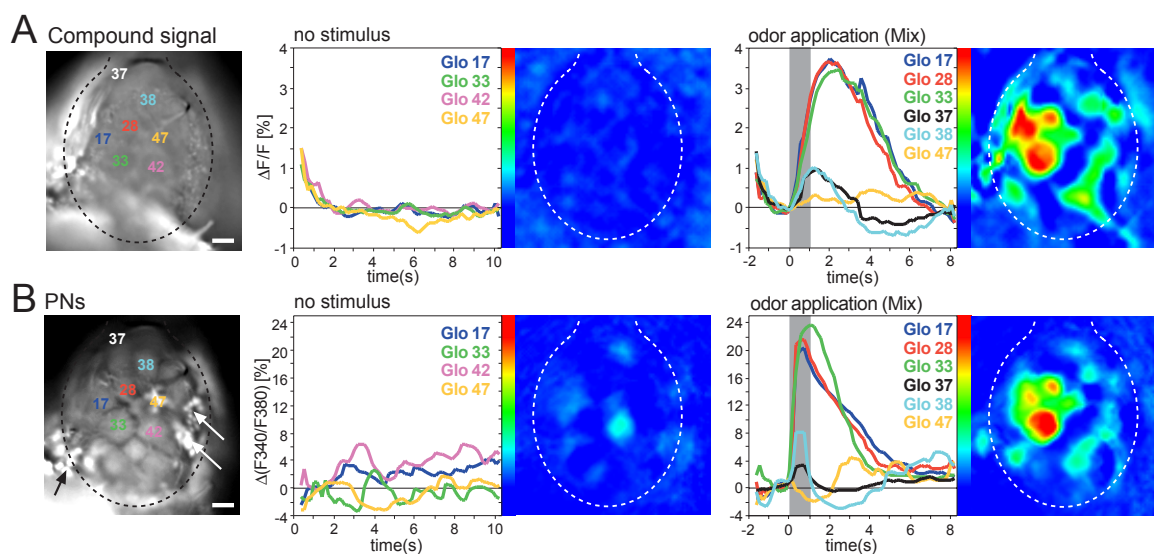 A
Compound signal
37
38
28
17
47
33
42
no stimulus
ΔF/F [%]
4
3
2
1
0
-1
Glo 17
Glo 33
Glo 42
Glo 47
0 2 4 6 8 10
time(s)
odor application (Mix)
4
3
2
1
0
-1
Glo 17
Glo 28
Glo 33
Glo 37
Glo 38
Glo 47
-2 0 2 4 6 8
time(s)
B
PNs
37
38
28
17
47
33
42
no stimulus
Δ(F340/F380) [%]
24
20
16
12
8
4
0
-4
Glo 17
Glo 33
Glo 42
Glo 47
0 2 4 6 8 10
time(s)
odor application (Mix)
24
20
16
12
8
4
0
-4
Glo 17
Glo 28
Glo 33
Glo 37
Glo 38
Glo 47
-2 0 2 4 6 8
time(s)